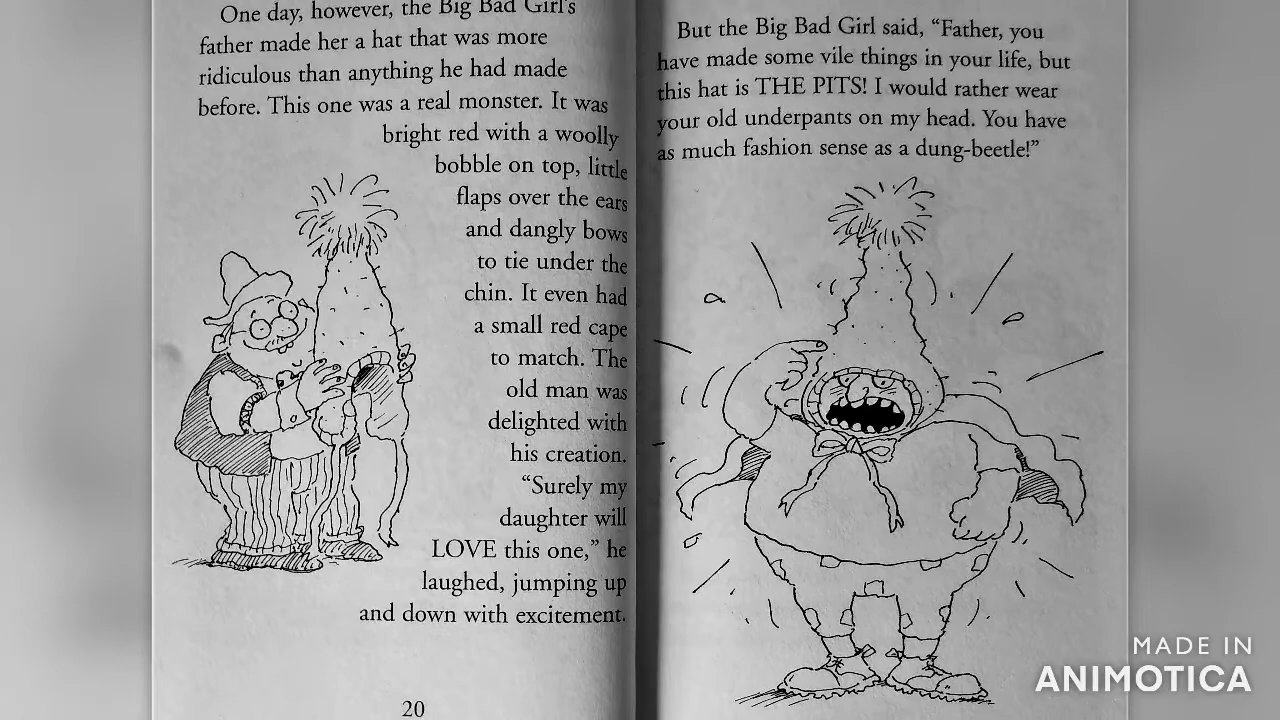 One day, however, the Big Bad Girl's
father made her a hat that was more
ridiculous than anything he had made
before. This one was a real monster. It was
bright red with a woolly
bobble on top, little
flaps over the ears
and dangly bows
to tie under the
chin. It even had
a small red cape
to match. The
old man was
delighted with
his creation.
“Surely my
daughter will
LOVE this one,” he
laughed, jumping up
and down with excitement.
20
But the Big Bad Girl said, “Father, you
have made some vile things in your life, but
this hat is THE PITS! I would rather wear
your old underpants on my head. You have
as much fashion sense as a dung-beetle!”
MADE IN
ANIMOTICA